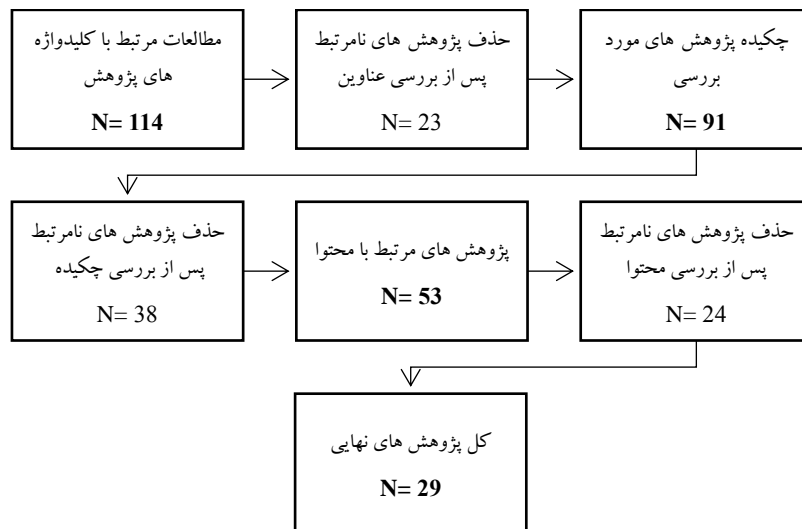 مطالعات مرتبط با کلیدواژه
های پژوهش
N= 114
حذف پژوهش های نامرتبط
پس از بررسی عناوین
N= 23
چکیده پژوهش های مورد
بررسی
N= 91
حذف پژوهش های نامرتبط
پس از بررسی چکیده
N= 38
پژوهش های مرتبط با محتوا
N= 53
حذف پژوهش های نامرتبط
پس از بررسی محتوا
N= 24
کل پژوهش های نهایی
N= 29